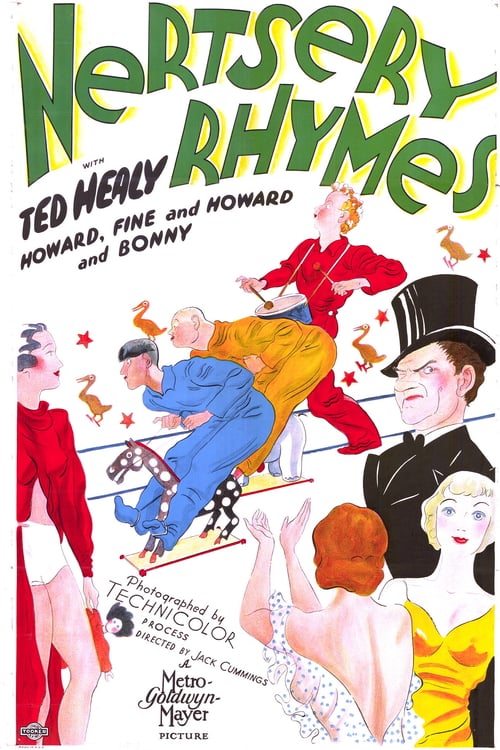 NERTSERY
RHYMES
WITH
TED HEALY
HOWARD, FINE and HOWARD
and BONNY
Photographed by
TECHNICOLOR
PROCESS
DIRECTED BY JACK CUMMINGS
A
Metro-
Goldwyn-
Mayer
PICTURE
TOOKER